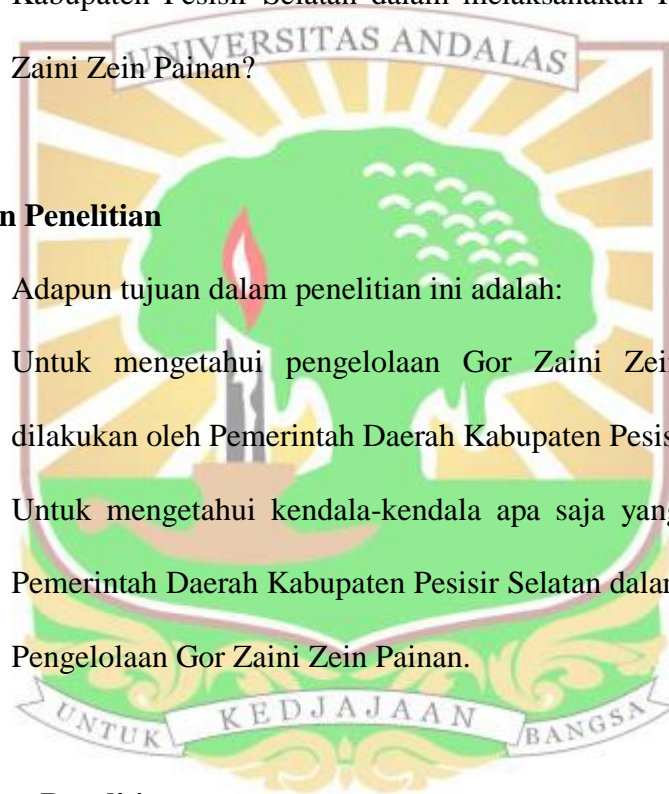 Kabupaten Pesisir Selatan dalam melaksanakan
UNIVERSITAS ANDALAS
Zaini Zein Painan?
n Penelitian
Adapun tujuan dalam penelitian ini adalah:
Untuk mengetahui pengelolaan Gor Zaini Zein
dilakukan oleh Pemerintah Daerah Kabupaten Pesis
Untuk mengetahui kendala-kendala apa saja yang
Pemerintah Daerah Kabupaten Pesisir Selatan dalam
Pengelolaan Gor Zaini Zein Painan.
UNTUK KEDJAJAAN BANGSA